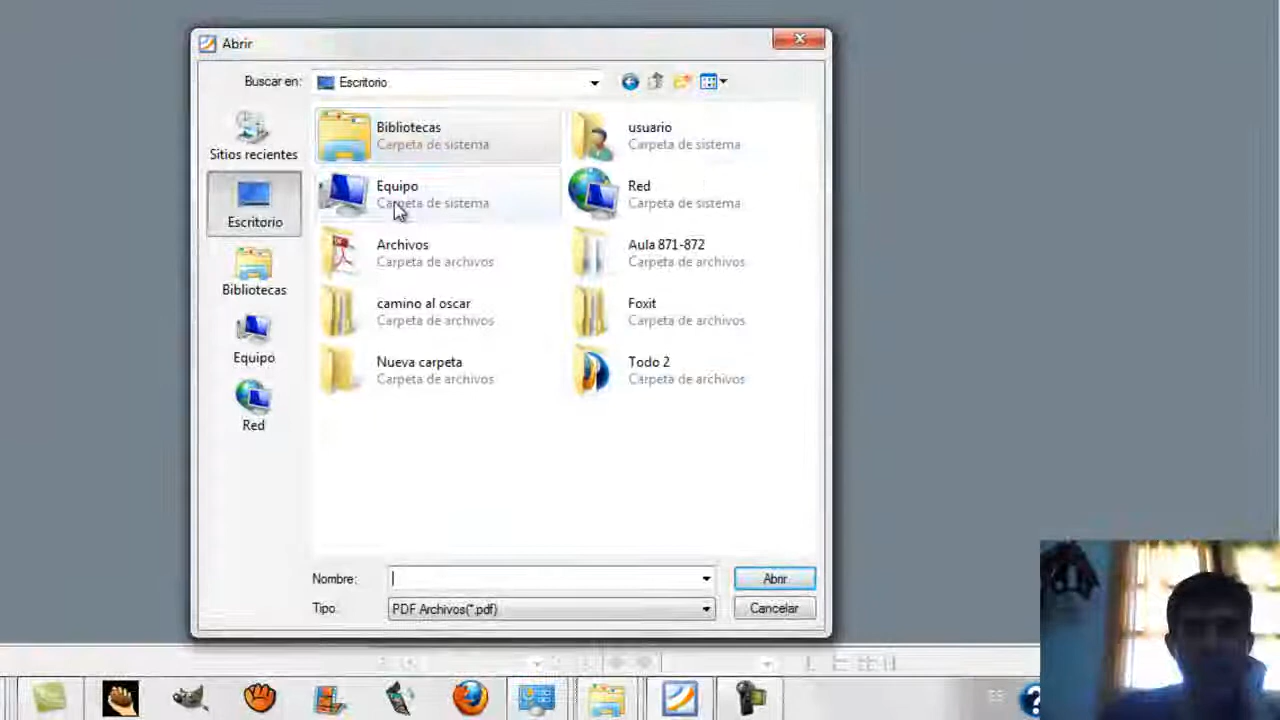 Abrir
Buscar en:
Escritorio
Sitios recientes
Escritorio
Bibliotecas
Equipo
Red
Bibliotecas
Carpeta de sistema
usuario
Carpeta de sistema
Equipo
Carpeta de sistema
Red
Carpeta de sistema
Archivos
Carpeta de archivos
Aula 871-872
Carpeta de archivos
camino al oscar
Carpeta de archivos
Foxit
Carpeta de archivos
Nueva carpeta
Carpeta de archivos
Todo 2
Carpeta de archivos
Nombre:
Abrir
Tipo
PDF Archivos(*.pdf)
Cancelar
ES